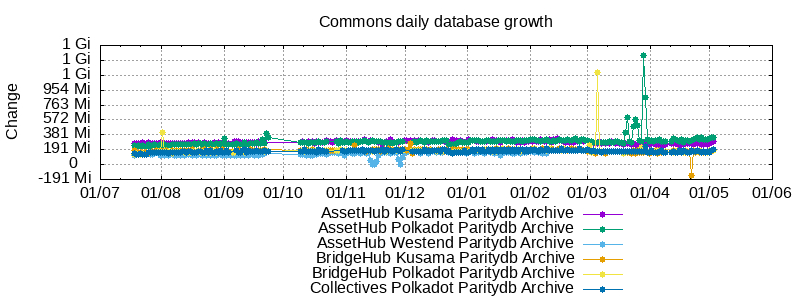 Commons daily database growth
Change
1 Gi
1 Gi
1 Gi
954 Mi
763 Mi
572 Mi
381 Mi
191 Mi
0
-191 Mi
01/07 01/08 01/09 01/10 01/11 01/12 01/01 01/02 01/03 01/04 01/05 01/06
AssetHub Kusama Paritydb Archive
AssetHub Polkadot Paritydb Archive
AssetHub Westend Paritydb Archive
BridgeHub Kusama Paritydb Archive
BridgeHub Polkadot Paritydb Archive
Collectives Polkadot Paritydb Archive